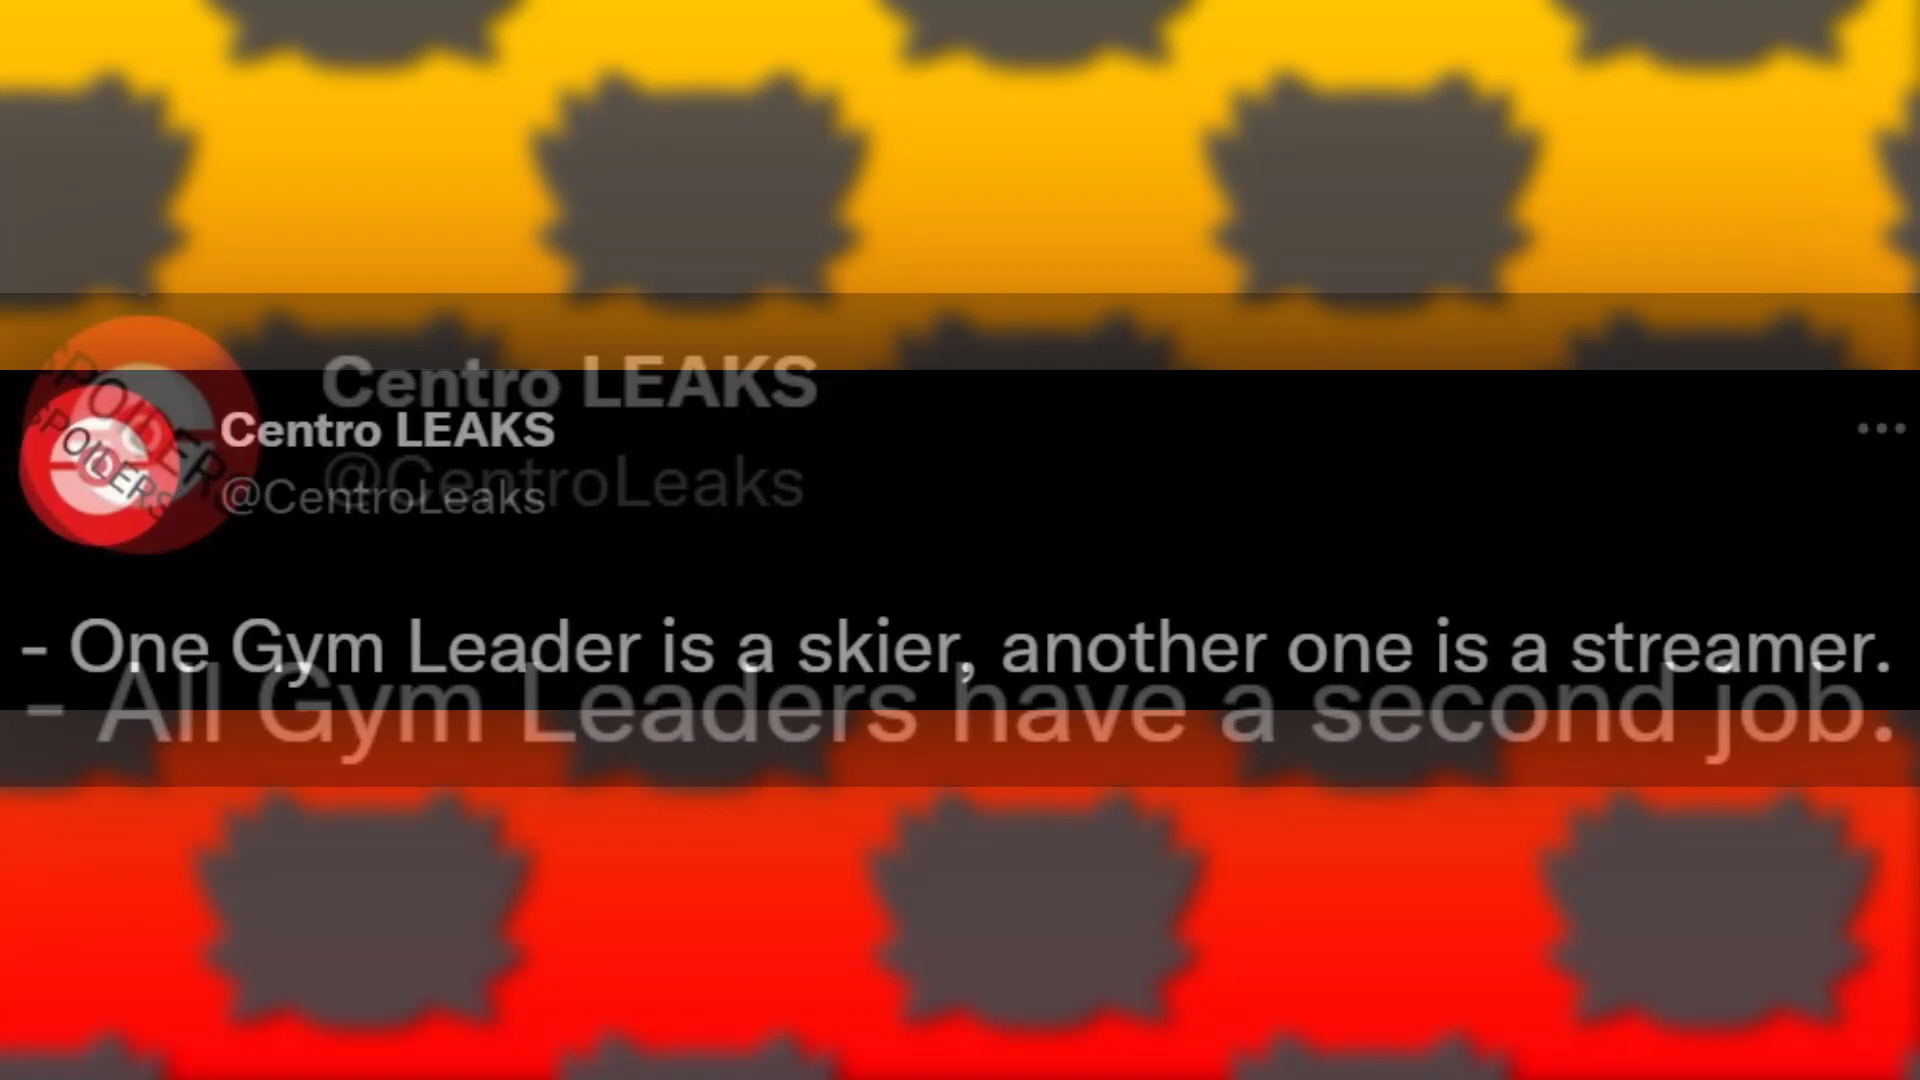 Centro LEAKS
@CentroLeaks
SPOILERS
Centro LEAKS
@CentroLeaks
SPOILERS
- One Gym Leader is a skier, another one is a streamer.
- All Gym Leaders have a second job.